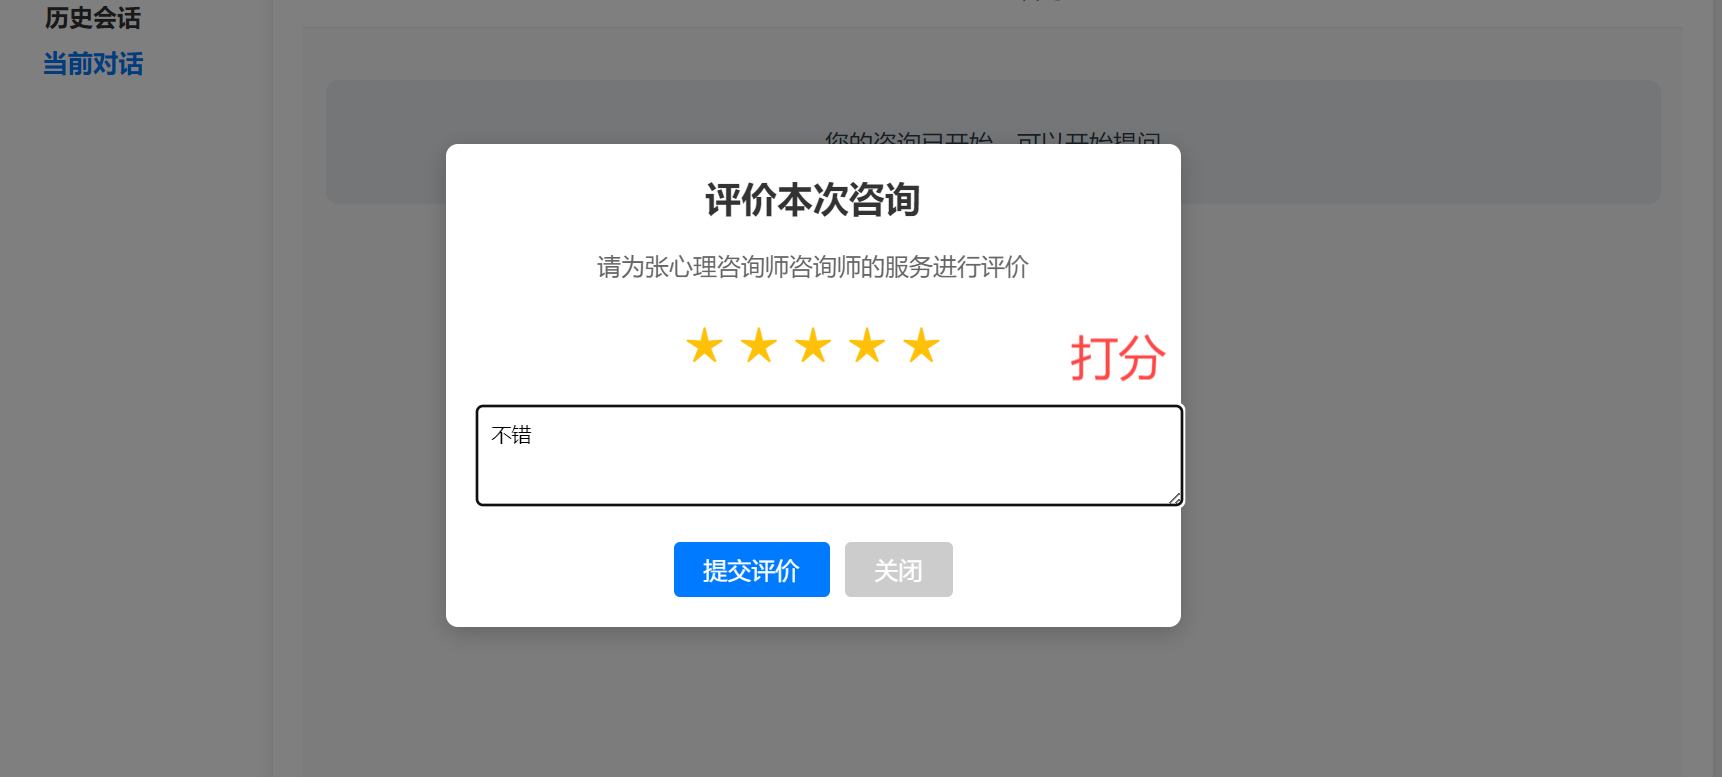 历史会话
当前对话
您的咨询已开始，可以开始提问
评价本次咨询
请为张心理咨询师咨询师的服务进行评价
打分
不错
提交评价
关闭